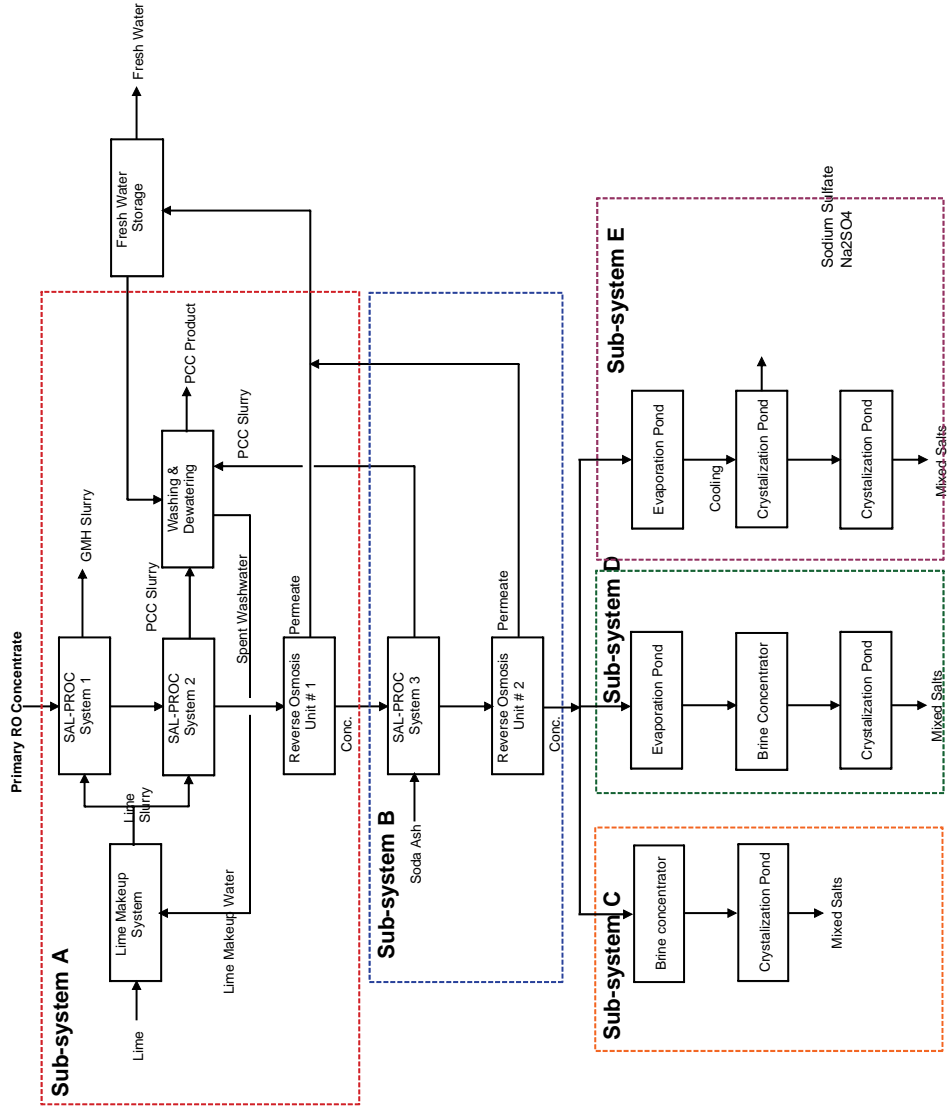 Primary RO Concentrate
Sub-system A
Lime
Lime Makeup
System
Lime
Slurry
Lime Makeup Water
SAL-PROC
System 1
GMH Slurry
SAL-PROC
System 2
PCC Slurry
Washing &
Dewatering
PCC Product
PCC Slurry
Spent Washwater
Reverse Osmosis
Unit # 1
Permeate
Conc.
Fresh Water
Storage
Fresh Water
Sub-system B
Soda Ash
SAL-PROC
System 3
Reverse Osmosis
Unit # 2
Permeate
Conc.
Sub-system C
Brine concentrator
Crystalization Pond
Mixed Salts
Sub-system D
Evaporation Pond
Brine Concentrator
Crystalization Pond
Mixed Salts
Sub-system E
Evaporation Pond
Cooling
Crystalization Pond
Sodium Sulfate
Na2SO4
Crystalization Pond
Mixed Salts